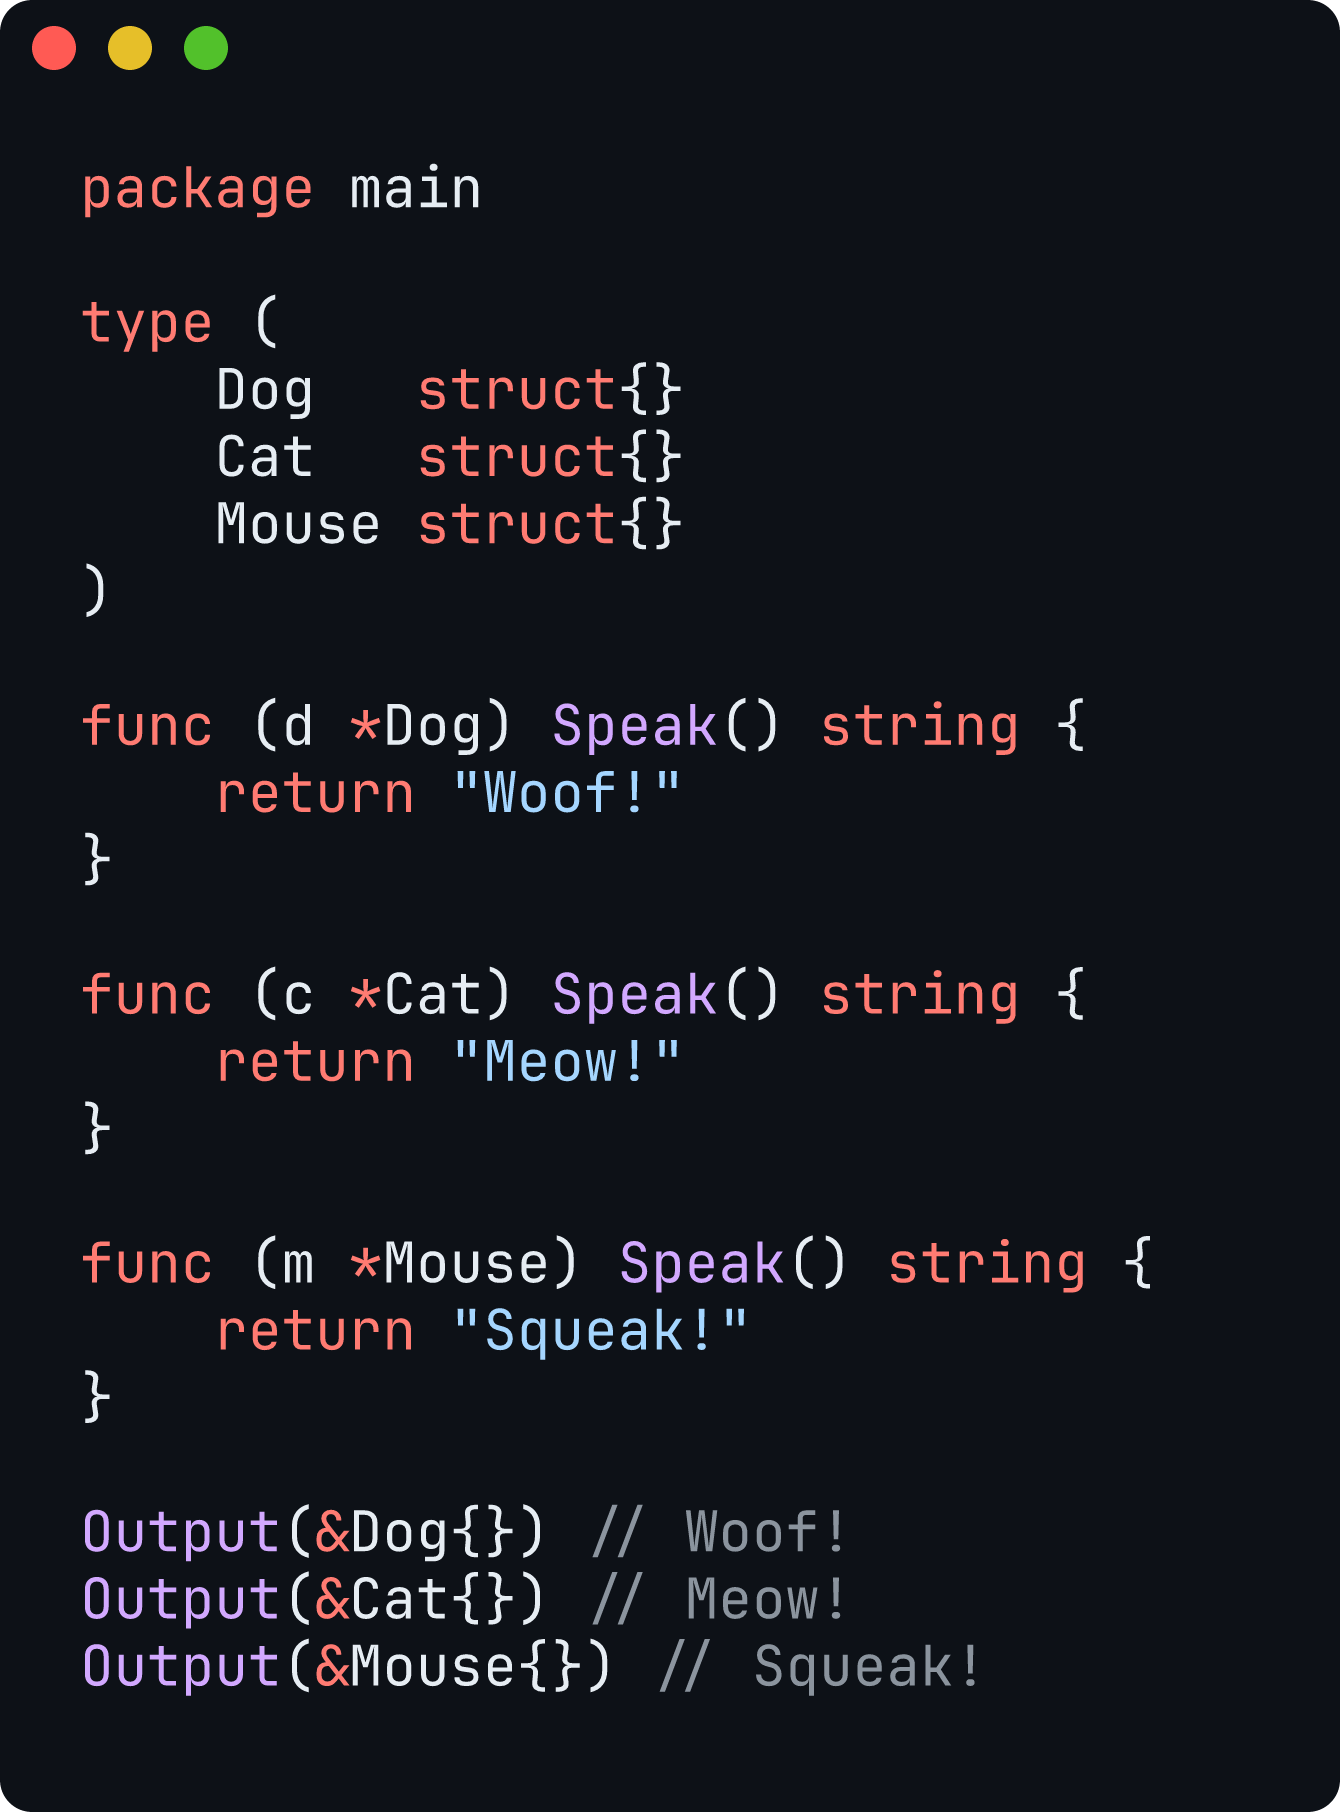 package main
type (
    Dog   struct{}
    Cat   struct{}
    Mouse struct{}
)
func (d *Dog) Speak() string {
    return "Woof!"
}
func (c *Cat) Speak() string {
    return "Meow!"
}
func (m *Mouse) Speak() string {
    return "Squeak!"
}
Output(&Dog{}) // Woof!
Output(&Cat{}) // Meow!
Output(&Mouse{}) // Squeak!